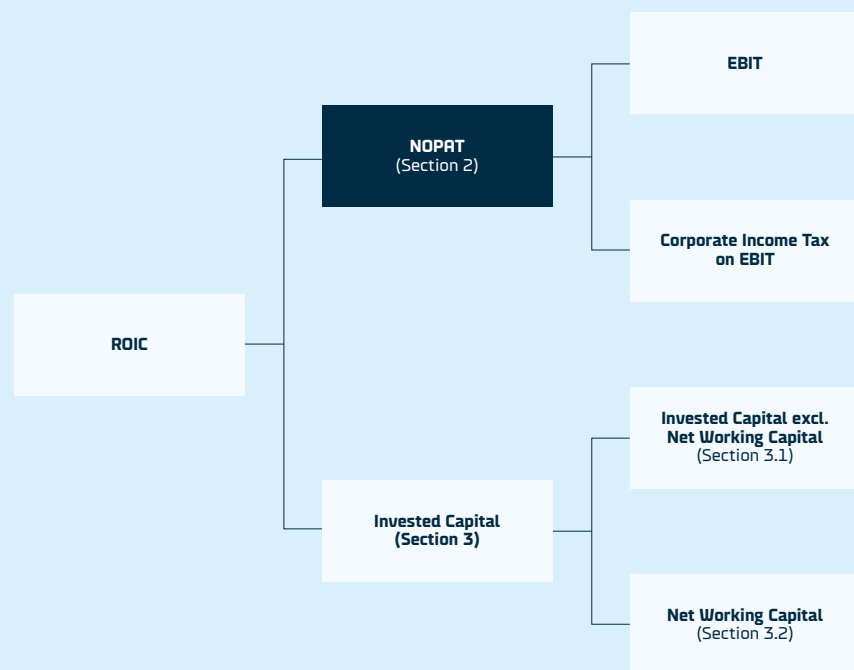 EBIT
NOPAT
(Section 2)
Corporate Income Tax
on EBIT
ROIC
Invested Capital excl.
Net Working Capital
(Section 3.1)
Invested Capital
(Section 3)
Net Working Capital
(Section 3.2)